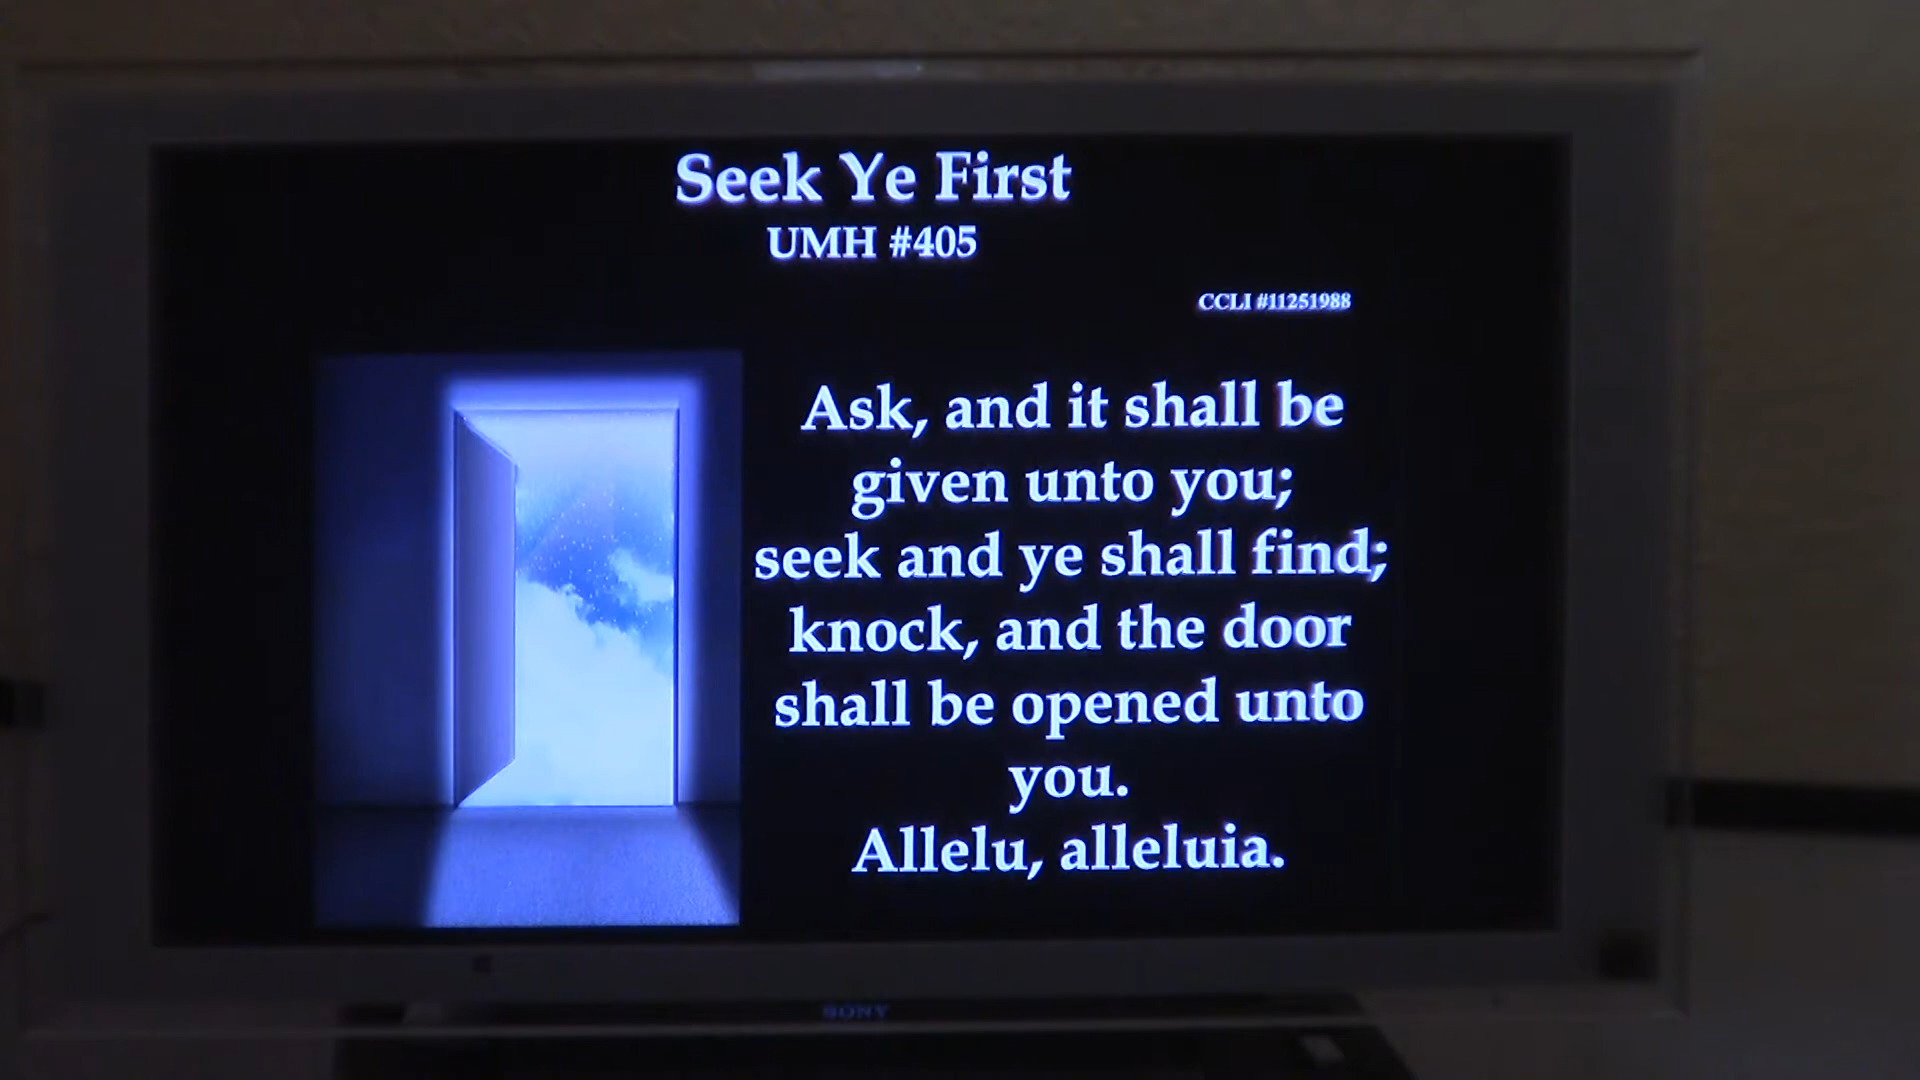 Seek Ye First
UMH #405
CCLI #11251988
Ask, and it shall be
given unto you;
seek and ye shall find;
knock, and the door
shall be opened unto
you.
Allelu, alleluia.
SONY